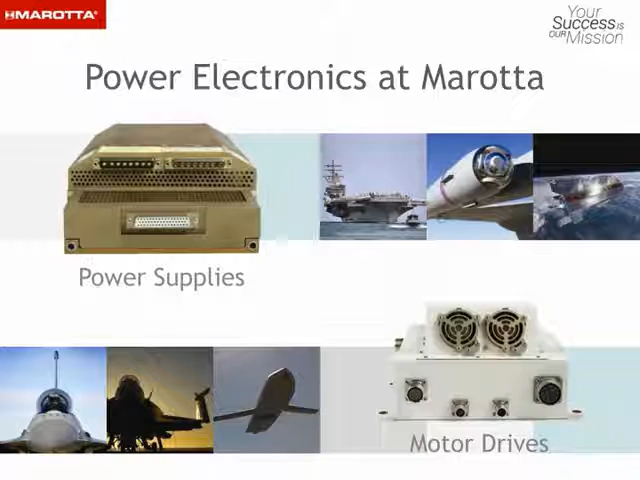 MAROTTA®
Your
Success IS
OUR Mission
Power Electronics at Marotta
Power Supplies
Motor Drives